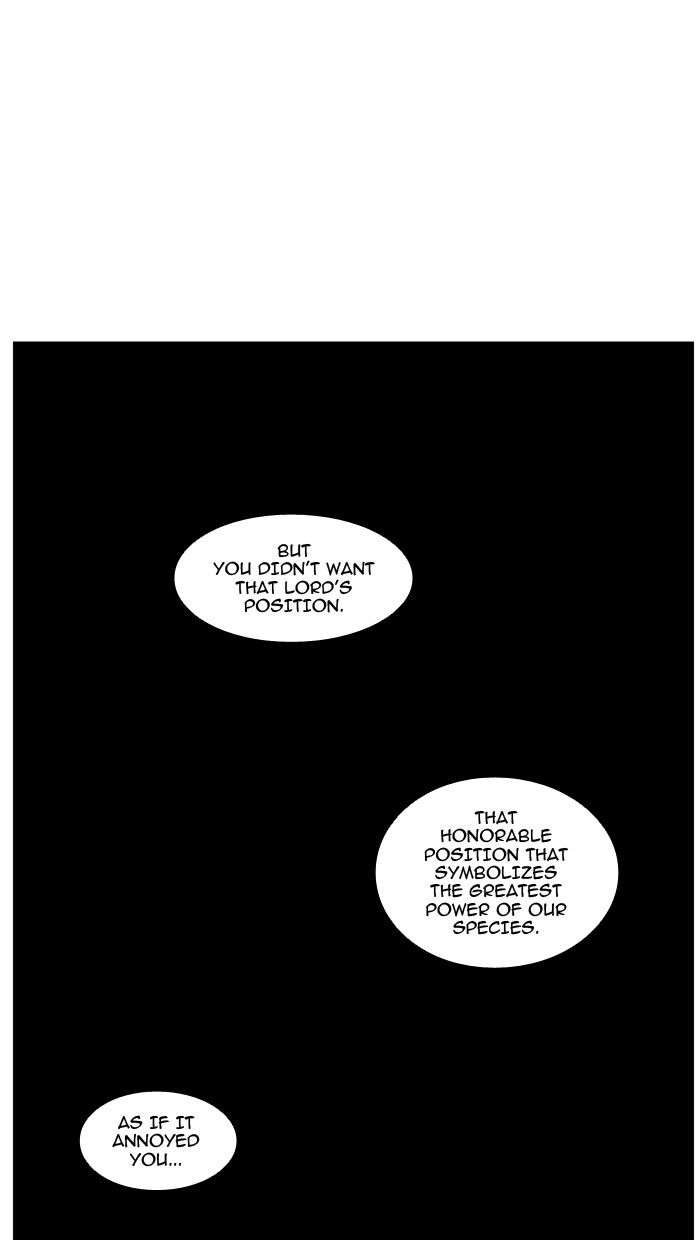 BUT
YOU DIDN'T WANT
THAT LORD'S
POSITION.
THAT
HONORABLE
POSITION THAT
SYMBOLIZES
THE GREATEST
POWER OF OUR
SPECIES.
AS IF IT
ANNOYED
YOU...